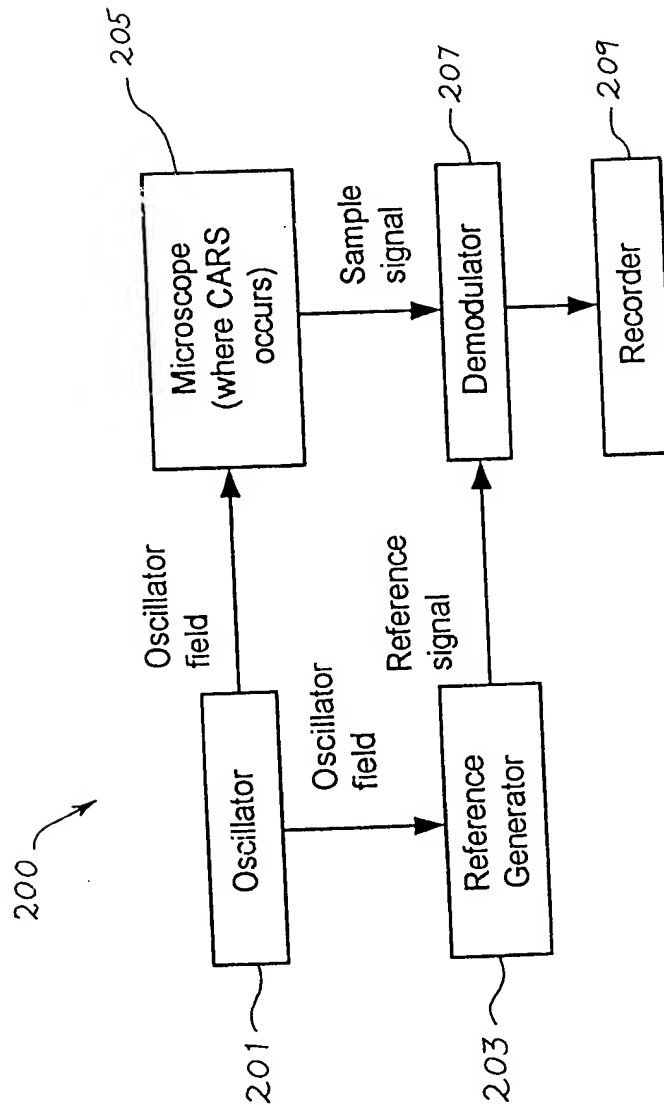 200
205
Oscillator
field
Microscope
(where CARS
occurs)
Oscillator
201
Oscillator
field
Sample
signal
207
Reference
signal
Reference
Generator
203
Demodulator
209
Recorder